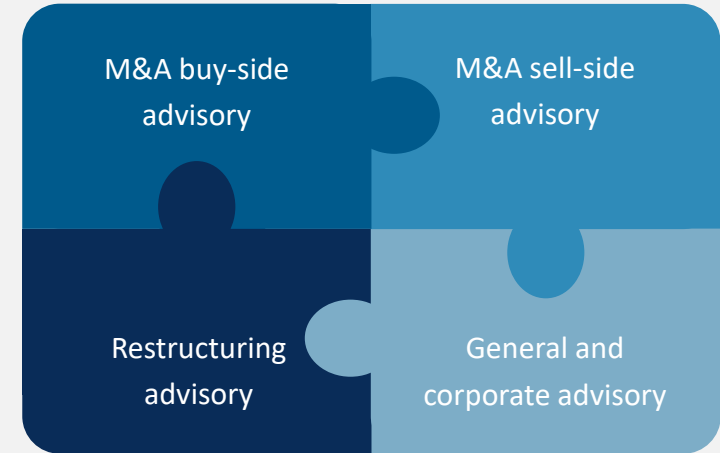 M&A buy-side
advisory
M&A sell-side
advisory
Restructuring
advisory
General and
corporate advisory